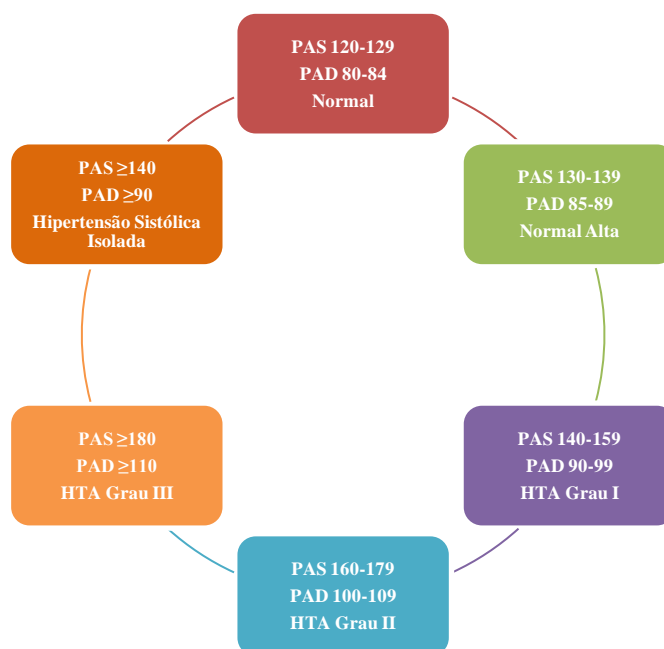 PAS 120-129
PAD 80-84
Normal
PAS 130-139
PAD 85-89
Normal Alta
PAS 140-159
PAD 90-99
HTA Grau I
PAS 160-179
PAD 100-109
HTA Grau II
PAS ≥180
PAD ≥110
HTA Grau III
PAS ≥140
PAD ≥90
Hipertensão Sistólica
Isolada